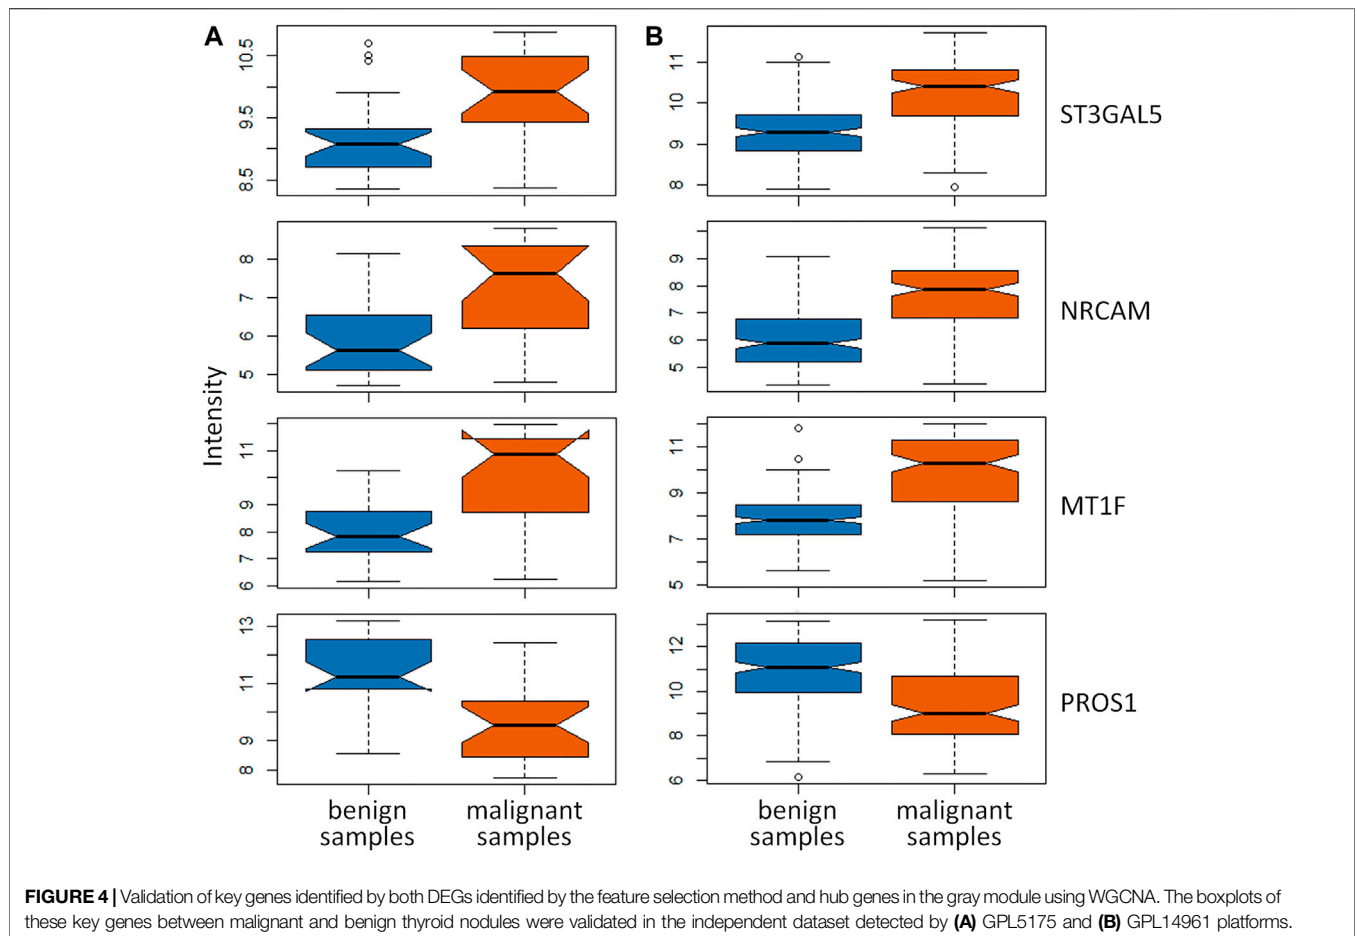 A
B
10.5
9.5
8.5
11
10
9
8
ST3GAL5
8
7
6
5
9
8
7
6
5
NRCAM
Intensity
11
9
8
7
6
11
9
7
5
MT1F
13
11
9
8
12
10
8
6
PROS1
benign
samples
malignant
samples
benign
samples
malignant
samples
FIGURE 4 | Validation of key genes identified by both DEGs identified by the feature selection method and hub genes in the gray module using WGCNA. The boxplots of
these key genes between malignant and benign thyroid nodules were validated in the independent dataset detected by (A) GPL5175 and (B) GPL14961 platforms.